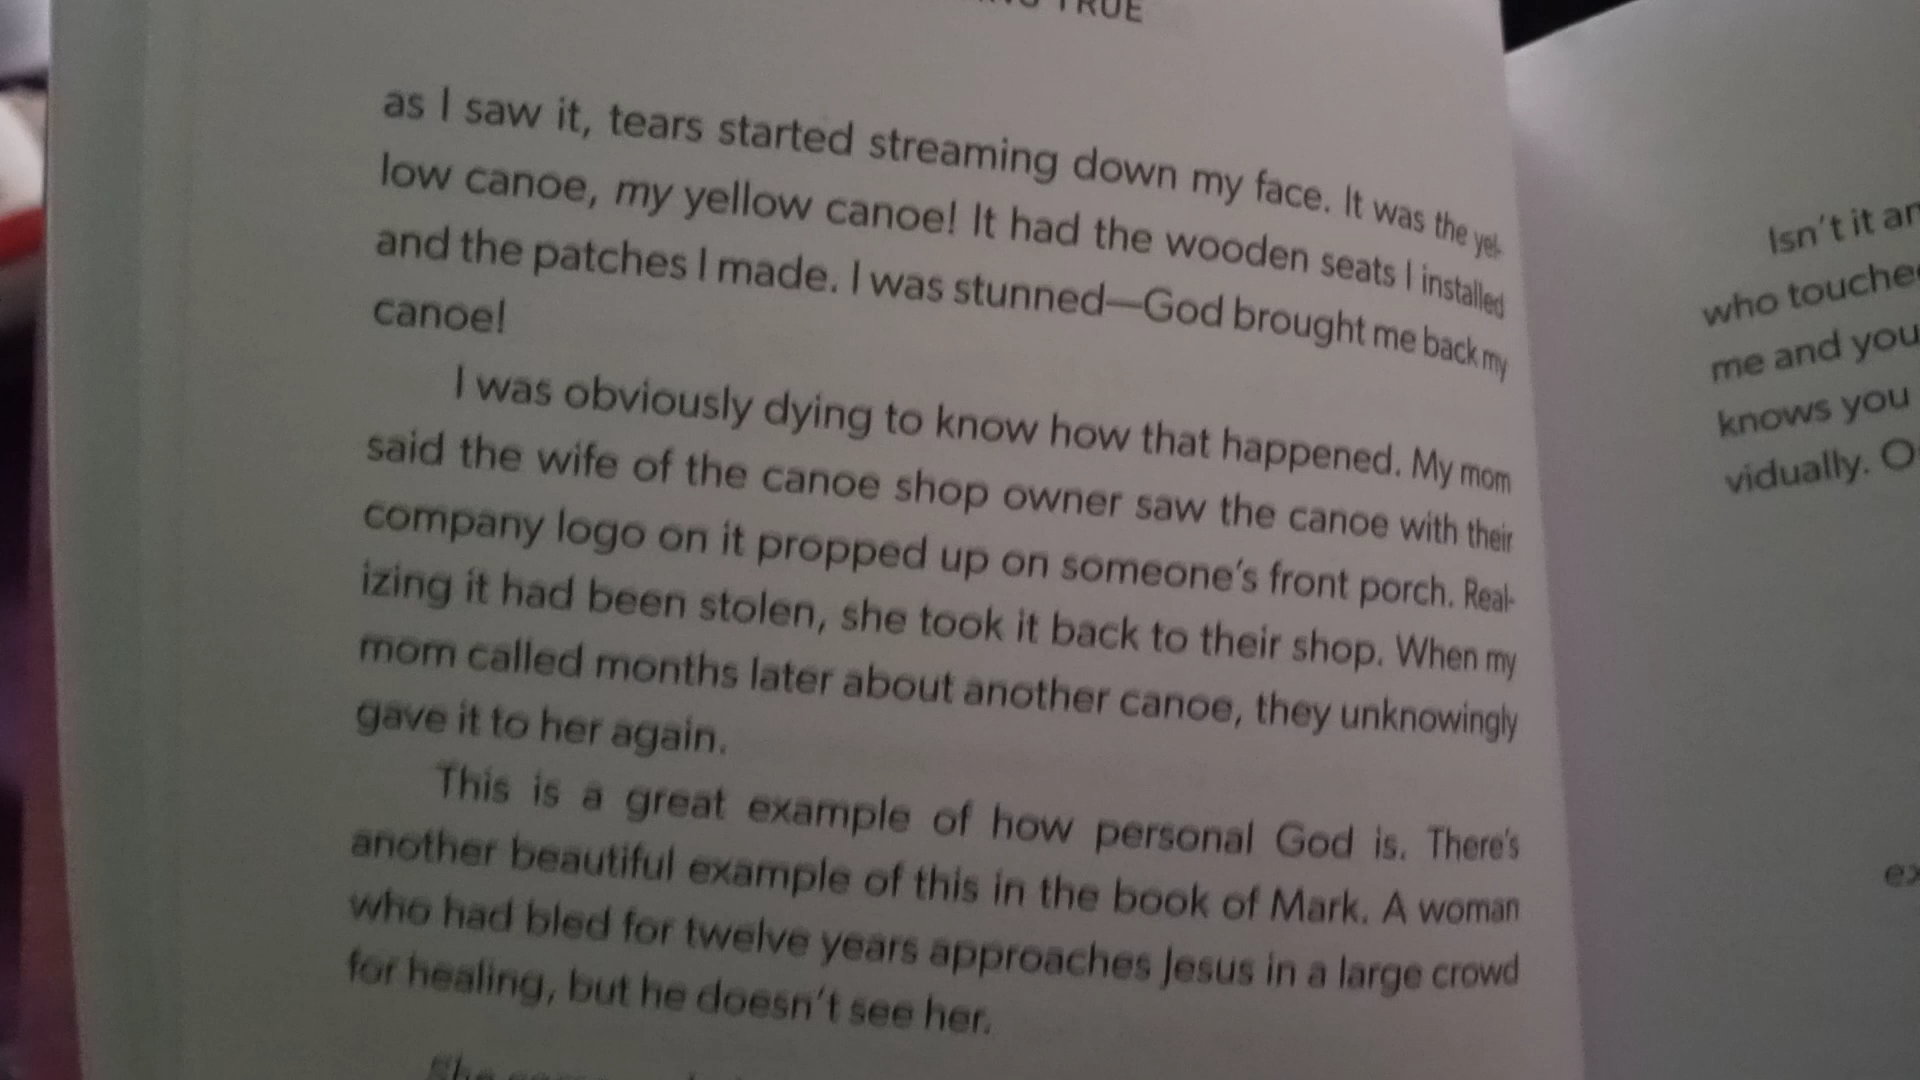 TRUE
as I saw it, tears started streaming down my face. It was the yel-
low canoe, my yellow canoe! It had the wooden seats I installed
and the patches I made. I was stunned—God brought me back my
canoe!
I was obviously dying to know how that happened. My mom
said the wife of the canoe shop owner saw the canoe with their
company logo on it propped up on someone's front porch. Real-
izing it had been stolen, she took it back to their shop. When my
mom called months later about another canoe, they unknowingly
gave it to her again.
This is a great example of how personal God is. There's
another beautiful example of this in the book of Mark. A woman
who had bled for twelve years approaches Jesus in a large crowd
for healing, but he doesn't see her.
She
Isn't it
who
me and you
knows you
vidually.